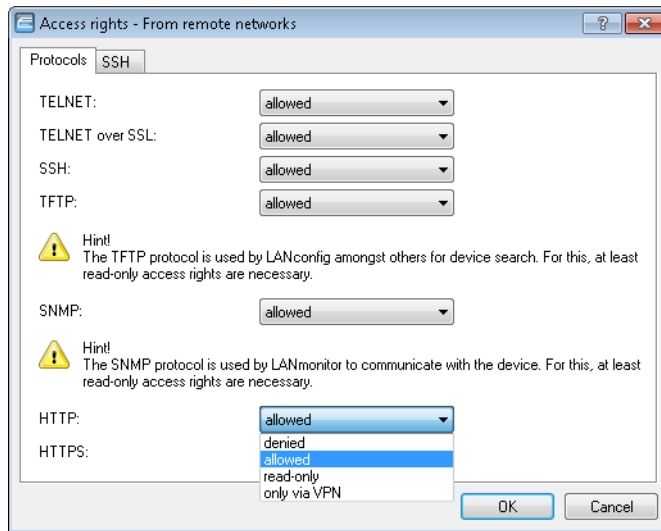 Access rights - From remote networks
Protocols SSH
TELNET: allowed
TELNET over SSL: allowed
SSH: allowed
TFTP: allowed
Hint!
The TFTP protocol is used by LANconfig amongst others for device search. For this, at least
read-only access rights are necessary.
SNMP: allowed
Hint!
The SNMP protocol is used by LANmonitor to communicate with the device. For this, at least
read-only access rights are necessary.
HTTP: allowed
denied
HTTPS: allowed
read-only
only via VPN
OK Cancel